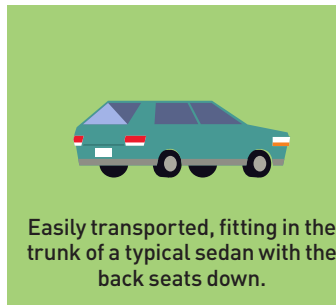 Easily transported, fitting in the
trunk of a typical sedan with the
back seats down.